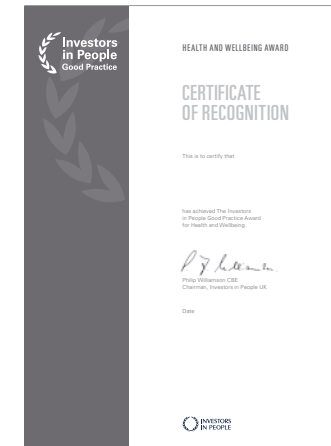 Investors
in People
Good Practice
HEALTH AND WELLBEING AWARD
CERTIFICATE
OF RECOGNITION
This is to certify that
has achieved The Investors
in People Good Practice Award
for Health and Wellbeing.
Philip Williamson CBE
Chairman, Investors in People UK
Date
INVESTORS
IN PEOPLE